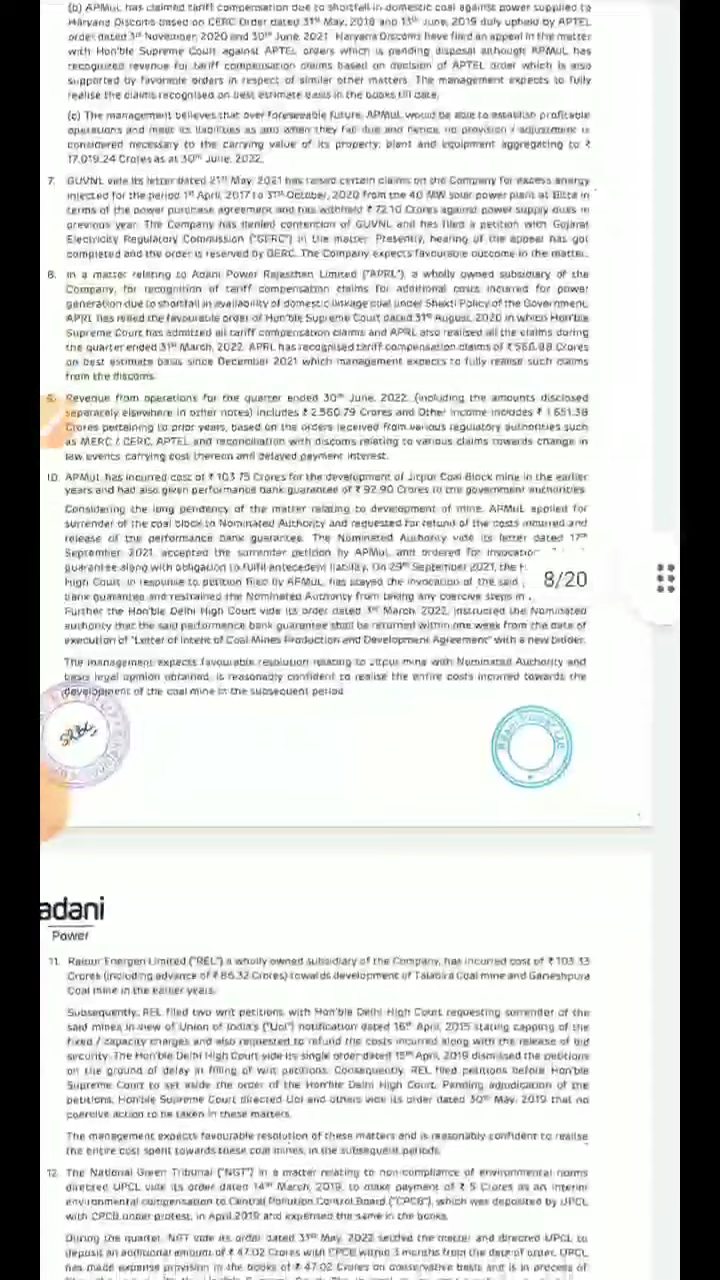 (b) APMuL has claimed tariff compensation due to shortfall in domestic coal against power supplied to
Haryana Discoms based on CERC Order dated 31st May, 2018 and 13th June, 2019 duly upheld by APTEL
order dated 3rd November, 2020 and 30th June, 2021. Haryana Discoms have filed an appeal in the matter
with Hon'ble Supreme Court against APTEL orders which is pending disposal although APMuL has
recognized revenue for tariff compensation claims based on decision of APTEL order which is also
supported by favorable orders in respect of similar other matters. The management expects to fully
realise the claims recognised on best estimate basis in the books till date.
(c) The management believes that over foreseeable future, APMuL would be able to establish profitable
operations and meet its liabilities as and when they fall due and hence, no provision / adjustment is
considered necessary to the carrying value of its property, plant and equipment aggregating to ₹
17,019.24 Crores as at 30th June, 2022.
7. GUVNL vide its letter dated 21st May, 2021 has raised certain claims on the Company for excess energy
injected for the period 1st April, 2017 to 31st October, 2020 from the 40 MW solar power plant at Bitta in
terms of the power purchase agreement and has withheld ₹ 72.10 Crores against power supply dues in
previous year. The Company has denied contention of GUVNL and has filed a petition with Gujarat
Electricity Regulatory Commission ("GERC") in the matter. Presently, hearing of the appeal has got
completed and the order is reserved by GERC. The Company expects favourable outcome in the matter.
8. In a matter relating to Adani Power Rajasthan Limited ("APRL"), a wholly owned subsidiary of the
Company, for recognition of tariff compensation claims for additional costs incurred for power
generation due to shortfall in availability of domestic linkage coal under Shakti Policy of the Government,
APRL has relied the favourable order of Hon'ble Supreme Court dated 31st August, 2020 in which Hon'ble
Supreme Court has admitted all tariff compensation claims and APRL also realised all the claims during
the quarter ended 31st March, 2022. APRL has recognised tariff compensation claims of Crores
on best estimate basis since December 2021 which management expects to fully realise such claims
from the discoms.
9. Revenue from operations for the quarter ended 30th June, 2022 (including the amounts disclosed
separately elsewhere in other notes) includes ₹ 2,360.79 Crores and Other Income includes ₹ 1,651.38
Crores pertaining to prior years, based on the orders received from various regulatory authorities such
as MERC / CERC, APTEL and reconciliation with discoms relating to various claims towards change in
law events, carrying cost thereon and delayed payment interest.
10. APMuL has incurred cost of ₹ 103.75 Crores for the development of Jitpur Coal Block mine in the earlier
years and had also given performance bank guarantee of ₹ 92.90 Crores to the government authorities.
Considering the long pendency of the matter relating to development of mine, APMuL applied for
surrender of the coal block to Nominated Authority and requested for refund of the costs incurred and
release of the performance bank guarantee. The Nominated Authority vide its letter dated 17th
September, 2021, accepted the surrender petition by APMuL and ordered for invocation
guarantee along with obligation to fulfil antecedent liability. On 29th September 2021, the
High Court, in response to petition filed by APMuL, has stayed the invocation of the said 8/20
bank guarantee and restrained the Nominated Authority from taking any coercive steps in
Further the Hon'ble Delhi High Court vide its order dated March, 2022, instructed the Nominated
authority that the said performance bank guarantee shall be returned within one week from the date of
execution of "Letter of Intent of Coal Mines Production and Development Agreement" with a new bidder.
The management expects favourable resolution relating to Jitpur mine with Nominated Authority and
basis legal opinion obtained, is reasonably confident to realise the entire costs incurred towards the
development of the coal mine in the subsequent period.
Adani Power Ltd
adani
Power
11. Raipur Energen Limited ("REL") a wholly owned subsidiary of the Company, has incurred cost of ₹ 103.33
Crores (including advance of ₹ 86.32 Crores) towards development of Talabira Coal mine and Ganeshpura
Coal mine in the earlier years.
Subsequently, REL filed two writ petitions with Hon'ble Delhi High Court requesting surrender of the
said mines in view of Union of India's ("UoI") notification dated 16th April, 2015 stating capping of the
fixed / capacity charges and also requested to refund the costs incurred along with the release of bid
security. The Hon'ble Delhi High Court vide its single order dated 15th April, 2019 dismissed the petitions
on the ground of delay in filling of writ petitions. Consequently, REL filed petitions before Hon'ble
Supreme Court to set aside the order of the Hon'ble Delhi High Court. Pending adjudication of the
petitions, Hon'ble Supreme Court directed UoI and others vide its order dated 30th May, 2019 that no
coercive action to be taken in these matters.
The management expects favourable resolution of these matters and is reasonably confident to realise
the entire cost spent towards these coal mines, in the subsequent periods.
12. The National Green Tribunal ("NGT") in a matter relating to non-compliance of environmental norms
directed UPCL vide its order dated 14th March, 2019, to make payment of ₹ 5 Crores as an interim
environmental compensation to Central Pollution Control Board ("CPCB"), which was deposited by UPCL
with CPCB under protest, in April 2019 and expensed the same in the books.
During the quarter, NGT vide its order dated 31st May, 2022 settled the matter and directed UPCL to
deposit an additional amount of ₹ 47.02 Crores with CPCB within 3 months from the date of order. UPCL
has made expense provision in the books of ₹ 47.02 Crores on conservative basis and is in process of